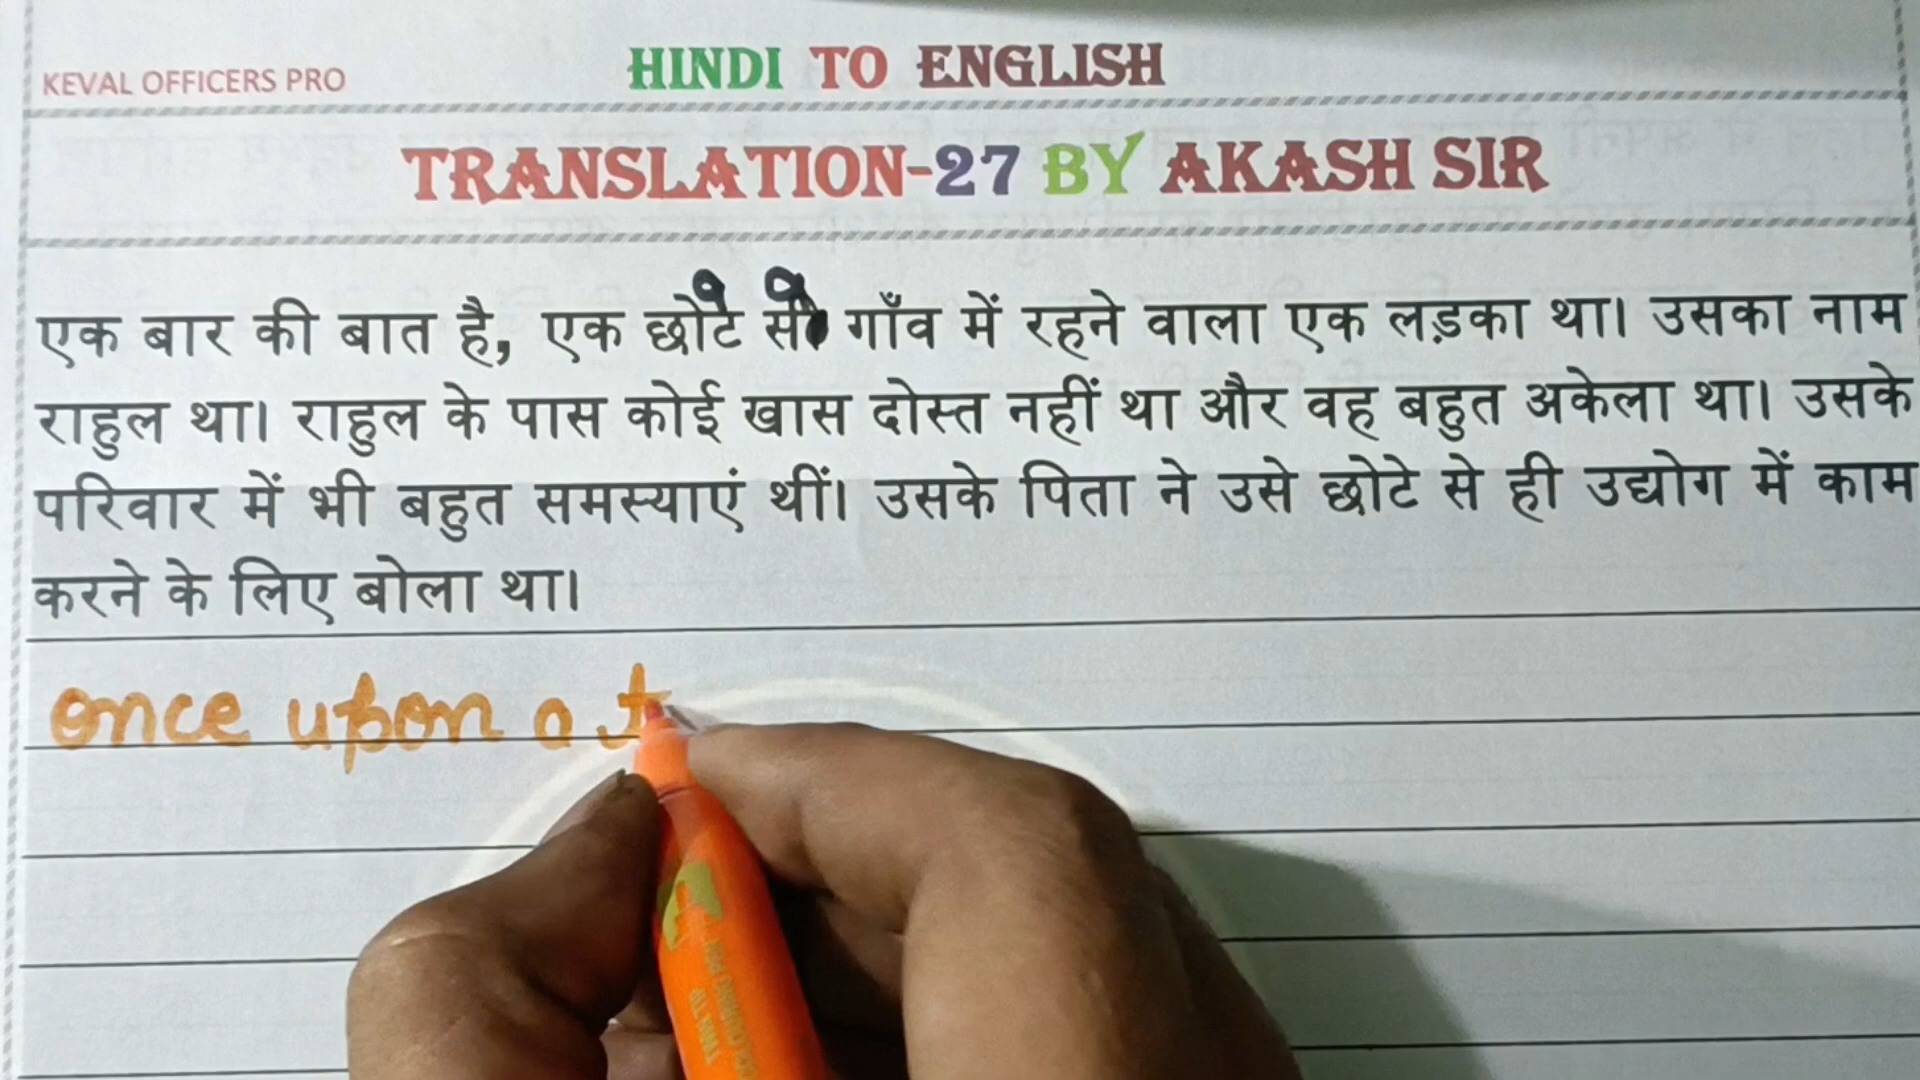 KEVAL OFFICERS PRO
HINDI TO ENGLISH
TRANSLATION-27 BY AKASH SIR
एक बार की बात है, एक छोटे से गाँव में रहने वाला एक लड़का था। उसका नाम
राहुल था। राहुल के पास कोई खास दोस्त नहीं था और वह बहुत अकेला था। उसके
परिवार में भी बहुत समस्याएं थीं। उसके पिता ने उसे छोटे से ही उद्योग में काम
करने के लिए बोला था।
once upon a t